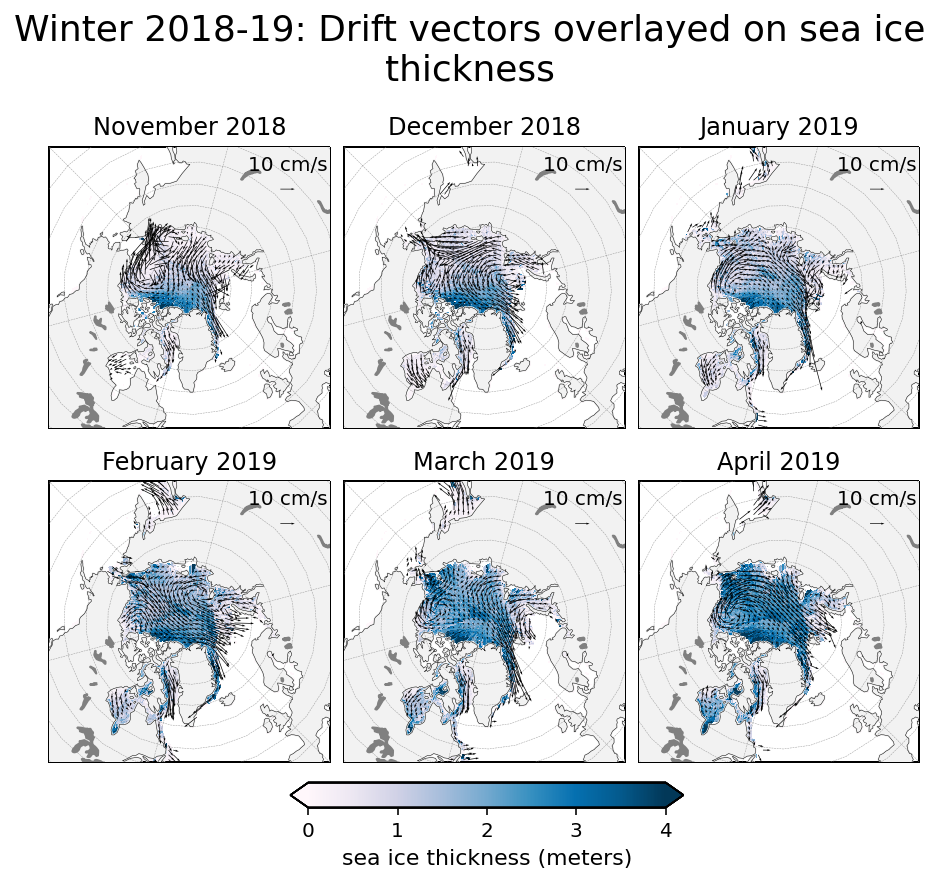 Winter 2018-19: Drift vectors overlayed on sea ice
thickness
November 2018
December 2018
January 2019
10 cm/s
10 cm/s
10 cm/s
February 2019
March 2019
April 2019
10 cm/s
10 cm/s
10 cm/s
0 1 2 3 4
sea ice thickness (meters)